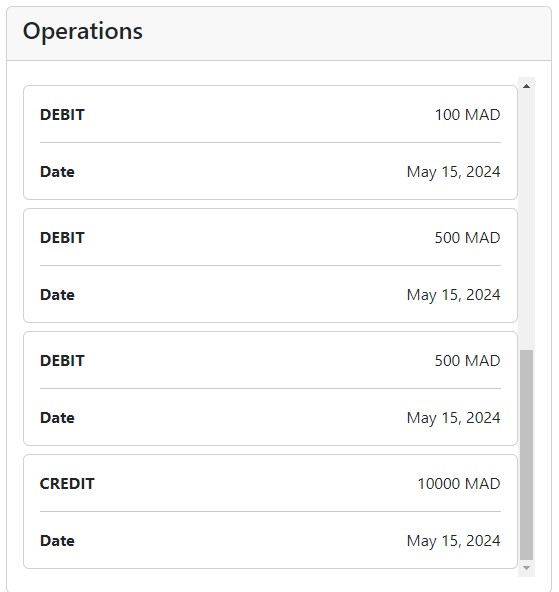 Operations
DEBIT 100 MAD
Date May 15, 2024
DEBIT 500 MAD
Date May 15, 2024
DEBIT 500 MAD
Date May 15, 2024
CREDIT 10000 MAD
Date May 15, 2024